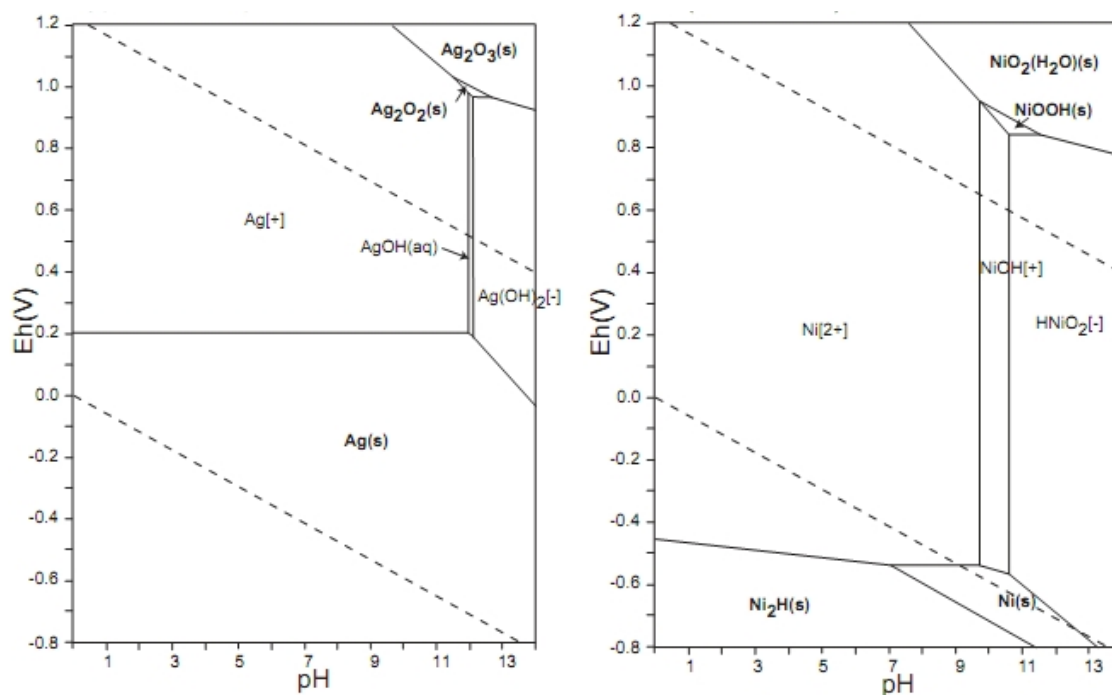 1.2
1.0
0.8
0.6
0.4
0.2
0.0
-0.2
-0.4
-0.6
-0.8
Eh(V)
Ag2O3(s)
Ag2O2(s)
Ag[+]
AgOH(aq)
Ag(OH)2[-]
Ag(s)
1 3 5 7 9 11 13
pH
1.2
1.0
0.8
0.6
0.4
0.2
0.0
-0.2
-0.4
-0.6
-0.8
Eh(V)
NiO2(H2O)(s)
NiOOH(s)
NiOH[+]
Ni[2+]
HNiO2[-]
Ni2H(s)
Ni(s)
1 3 5 7 9 11 13
pH